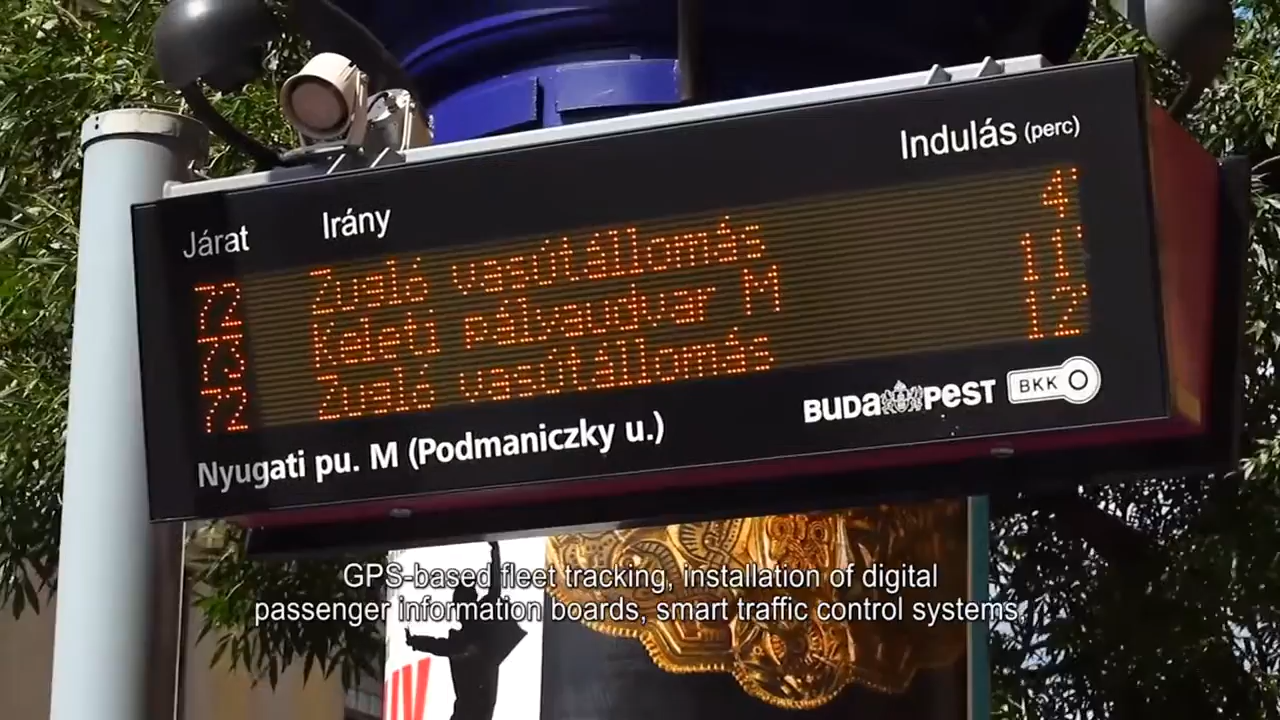 Járat Irány Indulás (perc)
72 Zugló vasútállomás 4'
73 Keleti pályaudvar M 11'
72 Zugló vasútállomás 12'
Nyugati pu. M (Podmaniczky u.)
BUDAPEST BKK
GPS-based fleet tracking, installation of digital
passenger information boards, smart traffic control systems,